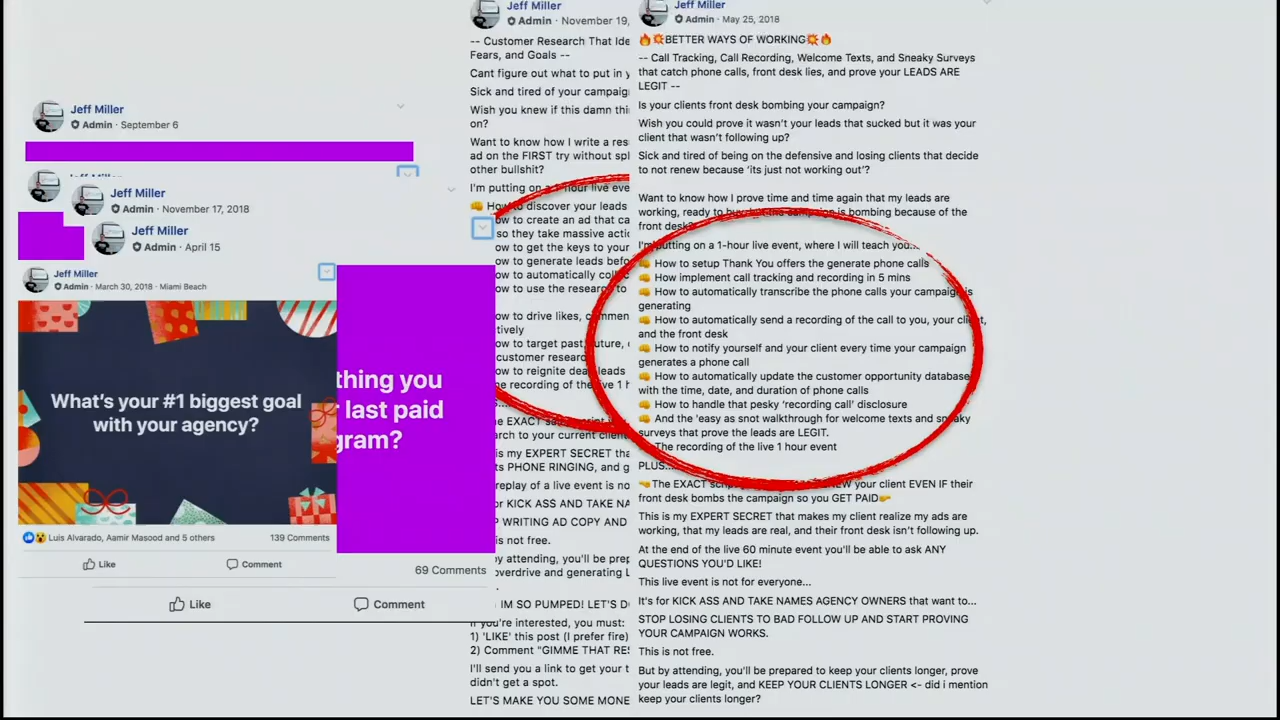 Jeff Miller
Admin · September 6
Jeff Miller
Admin · November 17, 2018
Jeff Miller
Admin · April 15
Jeff Miller
Admin · March 30, 2018 · Miami Beach
What's your #1 biggest goal
with your agency?
Luis Alvarado, Aamir Masood and 5 others 139 Comments
Like Comment
thing you
last paid
gram?
69 Comments
Like Comment
Jeff Miller
Admin · November 19,
-- Customer Research That Ide
Fears, and Goals --
Cant figure out what to put in y
Sick and tired of your campaig
Wish you knew if this damn thi
on?
Want to know how I write a res
ad on the FIRST try without spl
other bullshit?
I'm putting on a 1-hour live eve
How to discover your leads
ow to create an ad that ca
so they take massive actio
ow to get the keys to your
ow to generate leads befo
ow to automatically coll
ow to use the research to
ow to drive likes, commen
tively
ow to target past, future, c
customer research
ow to reignite dead leads
he recording of the live 1 h
he EXACT
arch to your current client
is my EXPERT SECRET tha
ts PHONE RINGING, and g
replay of a live event is no
or KICK ASS AND TAKE NA
P WRITING AD COPY AND
is not free.
by attending, you'll be prep
overdrive and generating L
IM SO PUMPED! LET'S D
If you're interested, you must:
1) 'LIKE' this post (I prefer fire)
2) Comment "GIMME THAT RES
I'll send you a link to get your t
didn't get a spot.
LET'S MAKE YOU SOME MONE
Jeff Miller
Admin · May 25, 2018
🔥💥BETTER WAYS OF WORKING💥🔥
-- Call Tracking, Call Recording, Welcome Texts, and Sneaky Surveys
that catch phone calls, front desk lies, and prove your LEADS ARE
LEGIT --
Is your clients front desk bombing your campaign?
Wish you could prove it wasn't your leads that sucked but it was your
client that wasn't following up?
Sick and tired of being on the defensive and losing clients that decide
to not renew because 'its just not working out'?
Want to know how I prove time and time again that my leads are
working, ready to buy, but the campaign is bombing because of the
front desk?
I'm putting on a 1-hour live event, where I will teach you...
👊 How to setup Thank You offers the generate phone calls
👊 How implement call tracking and recording in 5 mins
👊 How to automatically transcribe the phone calls your campaign is
generating
👊 How to automatically send a recording of the call to you, your client,
and the front desk
👊 How to notify yourself and your client every time your campaign
generates a phone call
👊 How to automatically update the customer opportunity database
with the time, date, and duration of phone calls
👊 How to handle that pesky 'recording call' disclosure
👊 And the 'easy as snot walkthrough for welcome texts and sneaky
surveys that prove the leads are LEGIT.
The recording of the live 1 hour event
PLUS...
The EXACT your client EVEN IF their
front desk bombs the campaign so you GET PAID
This is my EXPERT SECRET that makes my client realize my ads are
working, that my leads are real, and their front desk isn't following up.
At the end of the live 60 minute event you'll be able to ask ANY
QUESTIONS YOU'D LIKE!
This live event is not for everyone...
It's for KICK ASS AND TAKE NAMES AGENCY OWNERS that want to...
STOP LOSING CLIENTS TO BAD FOLLOW UP AND START PROVING
YOUR CAMPAIGN WORKS.
This is not free.
But by attending, you'll be prepared to keep your clients longer, prove
your leads are legit, and KEEP YOUR CLIENTS LONGER <- did i mention
keep your clients longer?